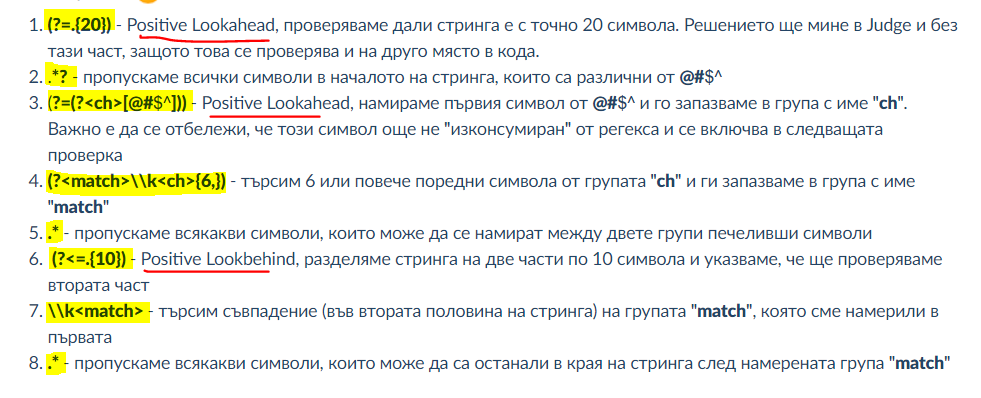 1. (?=.{20}) - Positive Lookahead, проверяваме дали стринга е с точно 20 символа. Решението ще мине в Judge и без
тази част, защото това се проверява и на друго място в кода.
2. .*? - пропускаме всички символи в началото на стринга, които са различни от @#$^
3. (?=(?<ch>[@#$^])) - Positive Lookahead, намираме първия символ от @#$^ и го запазваме в група с име "ch".
Важно е да се отбележи, че този символ още не "изконсумиран" от регекса и се включва в следващата
проверка
4. (?<match>\\k<ch>{6,}) - търсим 6 или повече поредни символа от групата "ch" и ги запазваме в група с име
"match"
5. .* - пропускаме всякакви символи, които може да се намират между двете групи печеливши символи
6. (?<=.{10}) - Positive Lookbehind, разделяме стринга на две части по 10 символа и указваме, че ще проверяваме
втората част
7. \\k<match> - търсим съвпадение (във втората половина на стринга) на групата "match", която сме намерили в
първата
8. .* - пропускаме всякакви символи, които може да са останали в края на стринга след намерената група "match"